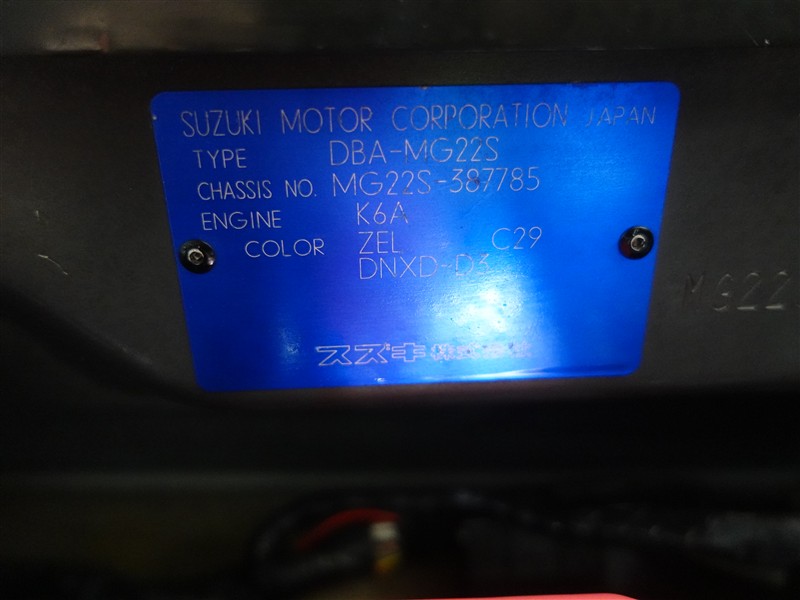 SUZUKI MOTOR CORPORATION JAPAN
TYPE DBA-MG22S
CHASSIS NO. MG22S-387785
ENGINE K6A
COLOR ZEL C29
DNXD-D3
スズキ
MG22